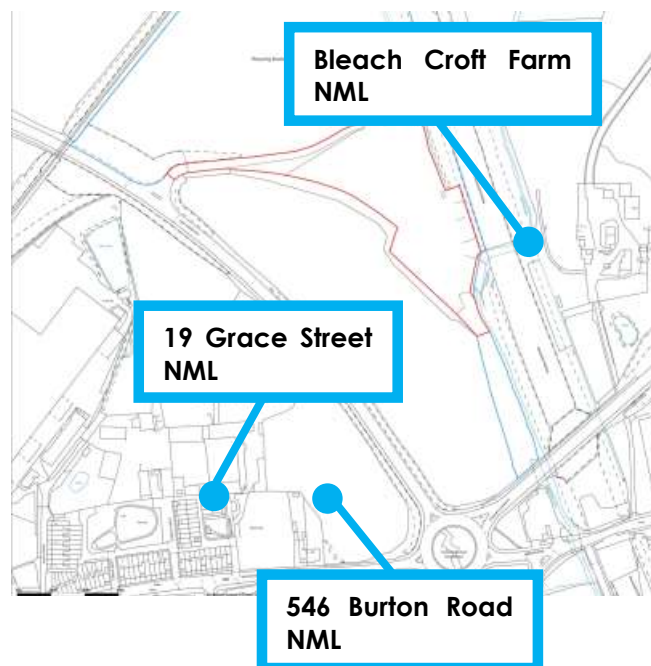 Bleach Croft Farm
NML
19 Grace Street
NML
546 Burton Road
NML